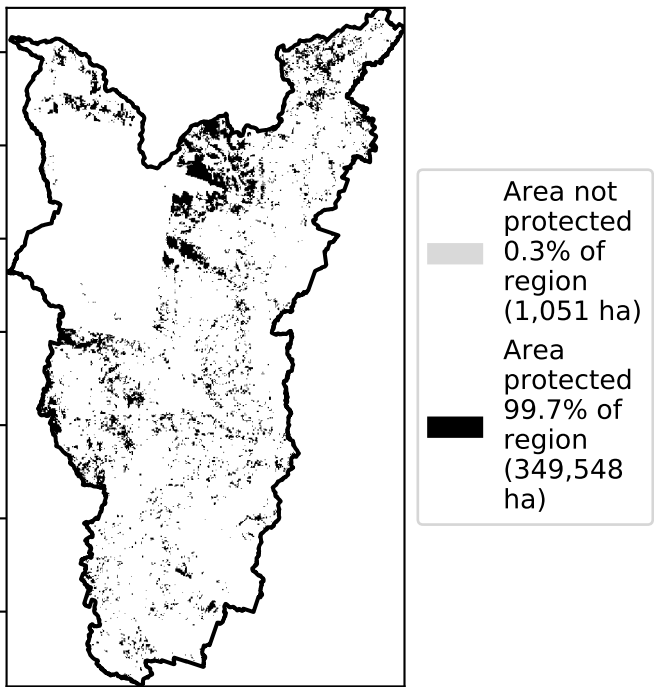 Area not
protected
0.3% of
region
(1,051 ha)
Area
protected
99.7% of
region
(349,548
ha)